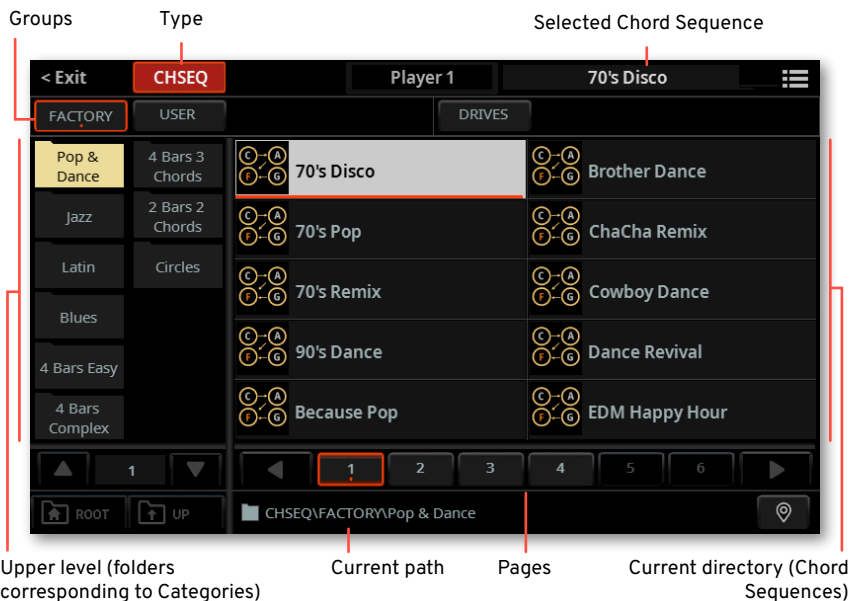 Groups
Type
Selected Chord Sequence
< Exit
CHSEQ
Player 1
70's Disco
FACTORY
USER
DRIVES
Pop &
Dance
4 Bars 3
Chords
Jazz
2 Bars 2
Chords
Latin
Circles
Blues
4 Bars Easy
4 Bars
Complex
C A
F G
70's Disco
C A
F G
Brother Dance
C A
F G
70's Pop
C A
F G
ChaCha Remix
C A
F G
70's Remix
C A
F G
Cowboy Dance
C A
F G
90's Dance
C A
F G
Dance Revival
C A
F G
Because Pop
C A
F G
EDM Happy Hour
1
1 2 3 4 5 6
ROOT
UP
CHSEQ\FACTORY\Pop & Dance
Upper level (folders
corresponding to Categories)
Current path
Pages
Current directory (Chord
Sequences)